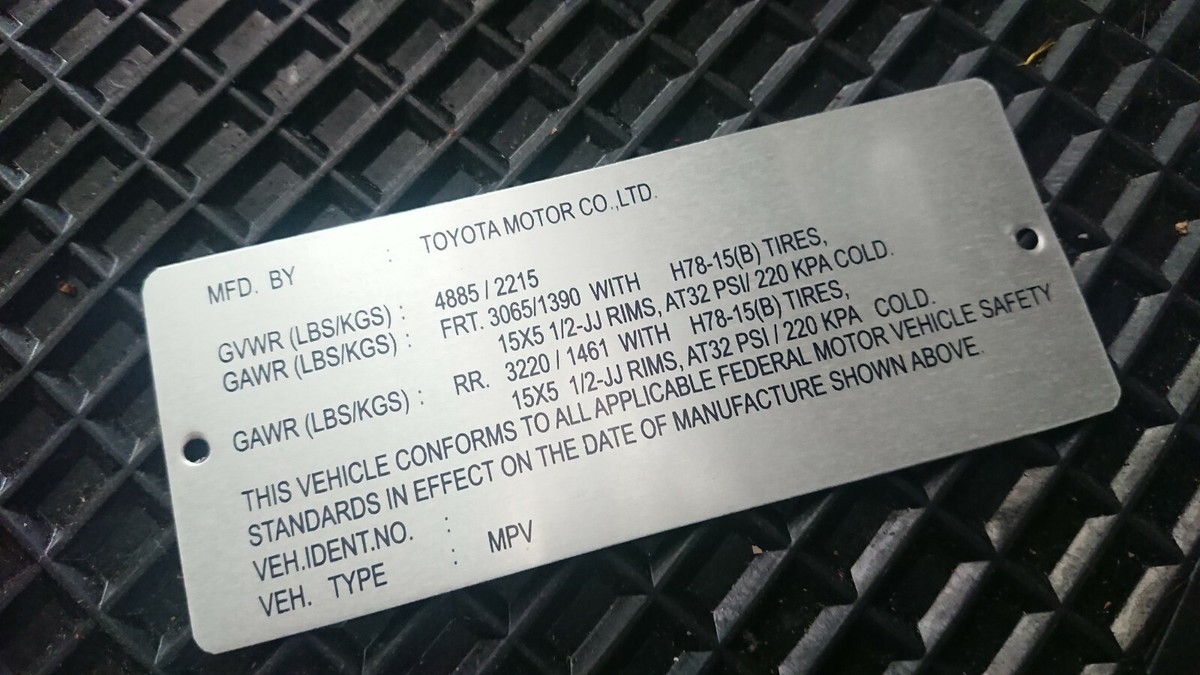 MFD. BY : TOYOTA MOTOR CO.,LTD.
GVWR (LBS/KGS) : 4885 / 2215
GAWR (LBS/KGS) : FRT. 3065/1390 WITH H78-15(B) TIRES,
15X5 1/2-JJ RIMS, AT32 PSI/ 220 KPA COLD.
GAWR (LBS/KGS) : RR. 3220 / 1461 WITH H78-15(B) TIRES,
15X5 1/2-JJ RIMS, AT32 PSI / 220 KPA COLD.
THIS VEHICLE CONFORMS TO ALL APPLICABLE FEDERAL MOTOR VEHICLE SAFETY
STANDARDS IN EFFECT ON THE DATE OF MANUFACTURE SHOWN ABOVE.
VEH.IDENT.NO. :
VEH. TYPE : MPV